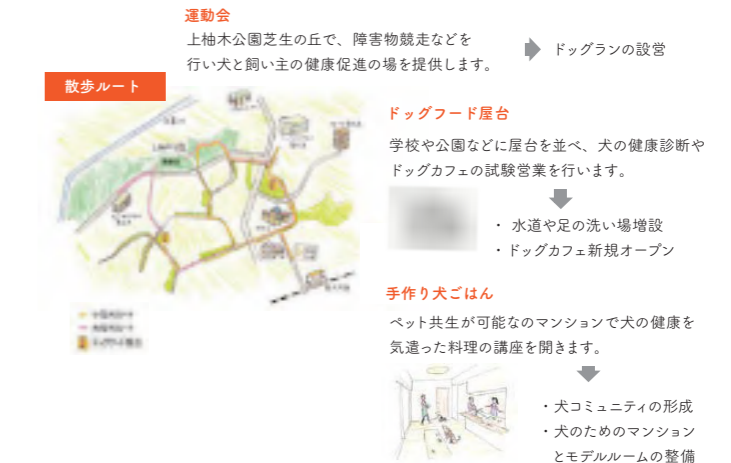 運動会
上柚木公園芝生の丘で、障害物競走などを
行い犬と飼い主の健康促進の場を提供します。
ドッグランの設営
散歩ルート
ドッグフード屋台
学校や公園などに屋台を並べ、犬の健康診断や
ドッグカフェの試験営業を行います。
・ 水道や足の洗い場増設
・ドッグカフェ新規オープン
手作り犬ごはん
ペット共生が可能なのマンションで犬の健康を
気遣った料理の講座を開きます。
・犬コミュニティの形成
・犬のためのマンション
とモデルルームの整備